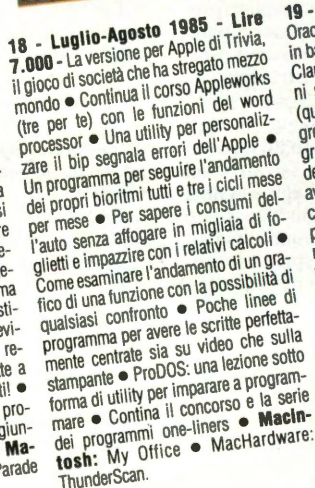 18 - Luglio-Agosto 1985 - Lire
7.000 - La versione per Apple di Trivia,
il gioco di società che ha stregato mezzo
mondo ● Continua il corso Appleworks
(tre per te) con le funzioni del word
processor ● Una utility per personaliz-
zare il bip segnala errori dell'Apple ●
Un programma per seguire l'andamento
dei propri bioritmi tutti e tre i cicli mese
per mese ● Per sapere i consumi del-
l'auto senza affogare in migliaia di fo-
glietti e impazzire con i relativi calcoli ●
Come esaminare l'andamento di un gra-
fico di una funzione con la possibilità di
qualsiasi confronto ● Poche linee di
programma per avere le scritte perfetta-
mente centrate sia su video che sulla
stampante ● ProDOS: una lezione sotto
forma di utility per imparare a program-
mare ● Contina il concorso e la serie
dei programmi one-liners ● Macin-
tosh: My Office ● MacHardware:
ThunderScan.
19 -